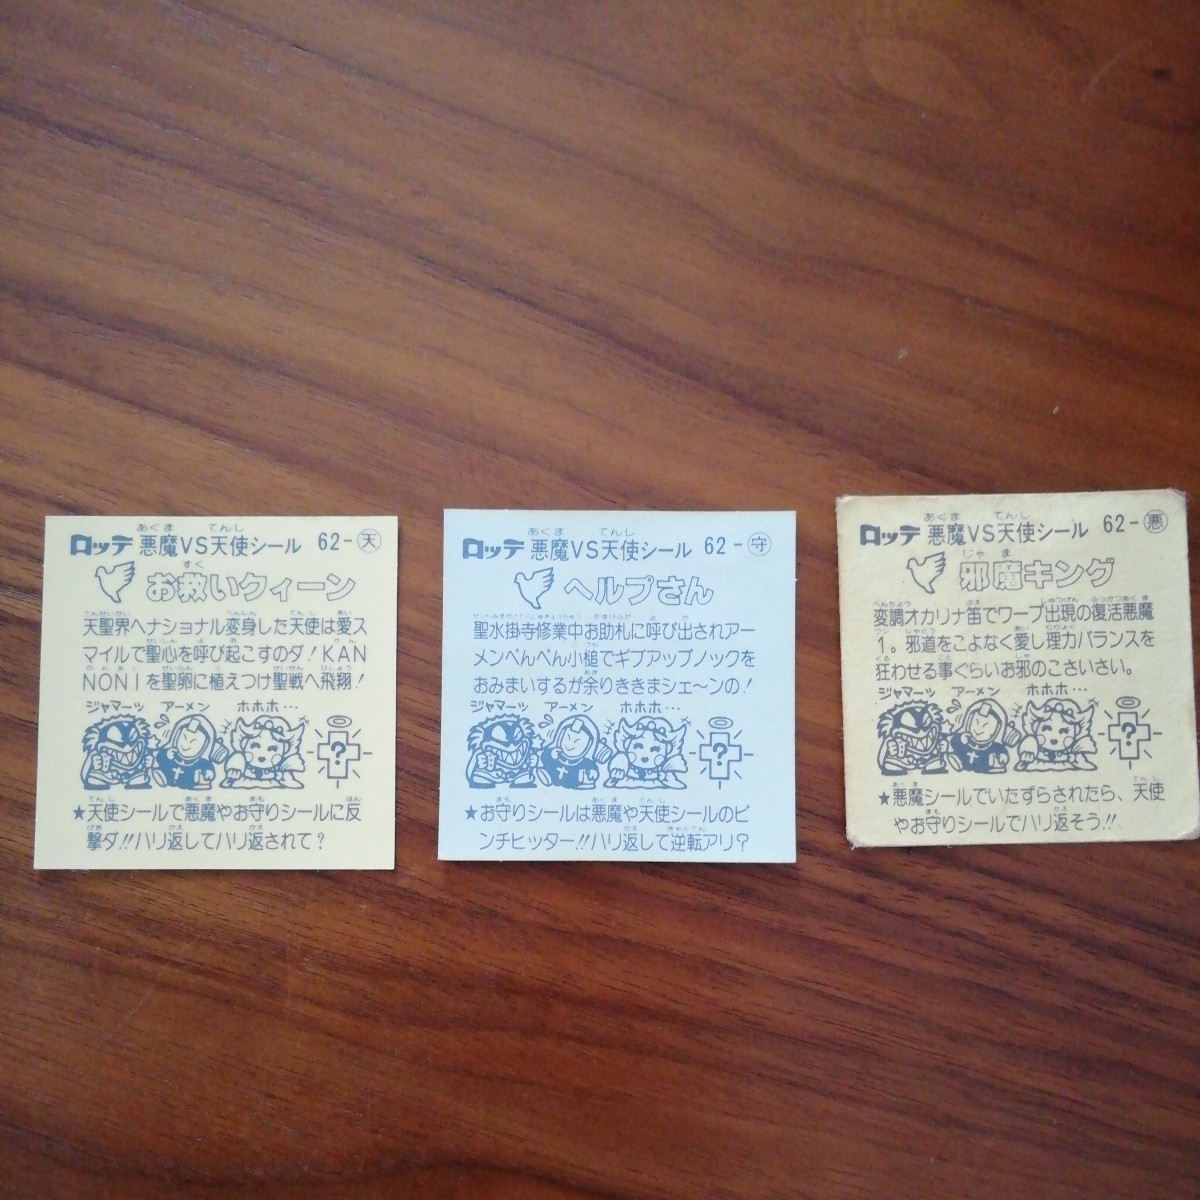 ロッテ 悪魔VS天使シール 62-天
お救いクィーン
天聖界へナショナル変身した天使は愛ス
マイルで聖心を呼び起こすのダ!KAN
NONIを聖卵に植えつけ聖戦へ飛翔!
ジャマーッ アーメン ホホホ…
?
★天使シールで悪魔やお守りシールに反
撃ダ!!ハリ返してハリ返されて?
ロッテ 悪魔VS天使シール 62-守
ヘルプさん
聖水掛寺修業中お助札に呼び出されアー
メンぺんぺん小槌でギブアップノックを
おみまいするが余りききまシェ〜ンの!
ジャマーッ アーメン ホホホ…
?
★お守りシールは悪魔や天使シールのピ
ンチヒッター!!ハリ返して逆転アリ?
ロッテ 悪魔VS天使シール 62-悪
邪魔キング
変調オカリナ笛でワープ出現の復活悪魔
1。邪道をこよなく愛し理力バランスを
狂わせる事ぐらいお邪のこさいさい。
ジャマーッ アーメン ホホホ…
?
★悪魔シールでいたずらされたら、天使
やお守りシールでハリ返そう!!